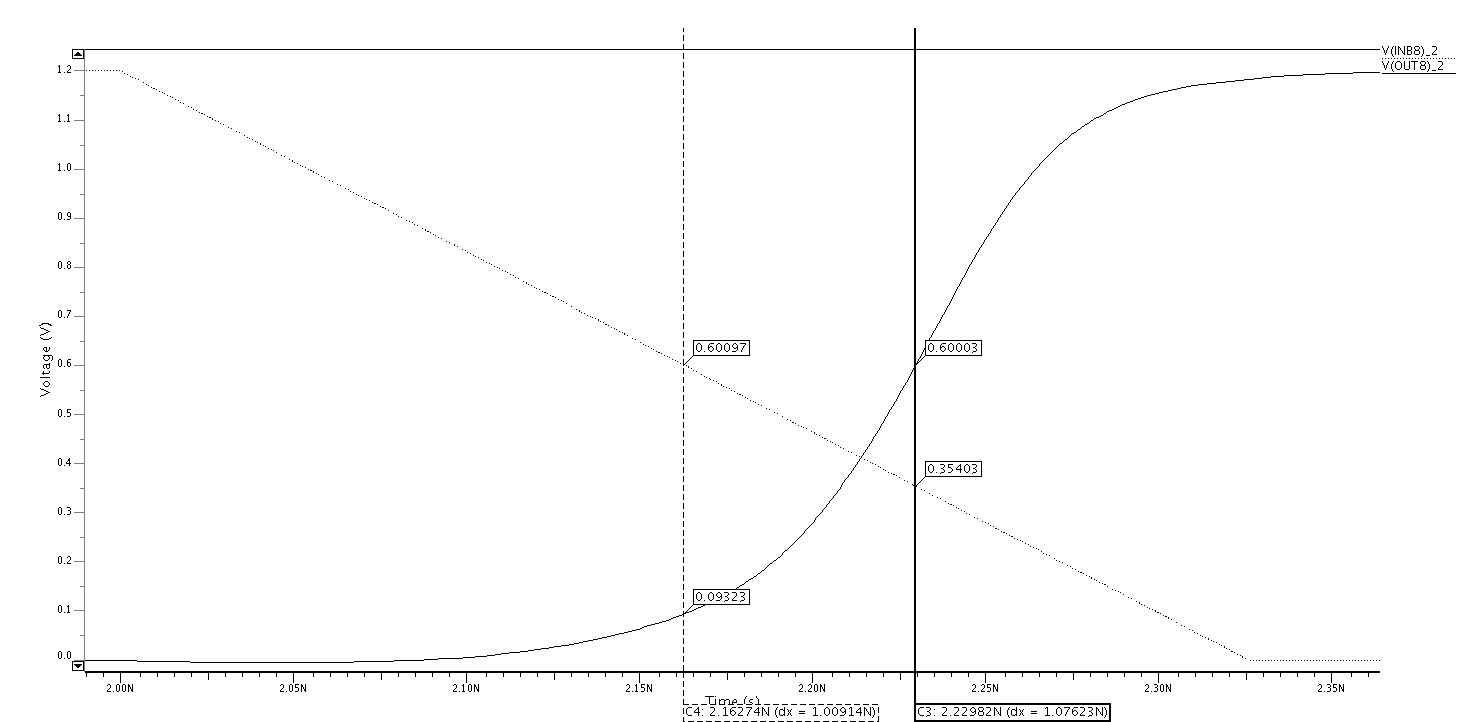 V(INB8)_2
V(OUT8)_2
1.2
1.1
1.0
0.9
0.8
0.7
0.6
0.5
0.4
0.3
0.2
0.1
0.0
Voltage (V)
0.60097
0.60003
0.35403
0.09323
2.00N 2.05N 2.10N 2.15N 2.20N 2.25N 2.30N 2.35N
Time (s)
C4: 2.16274N (dx = 1.00914N)
C3: 2.22982N (dx = 1.07623N)